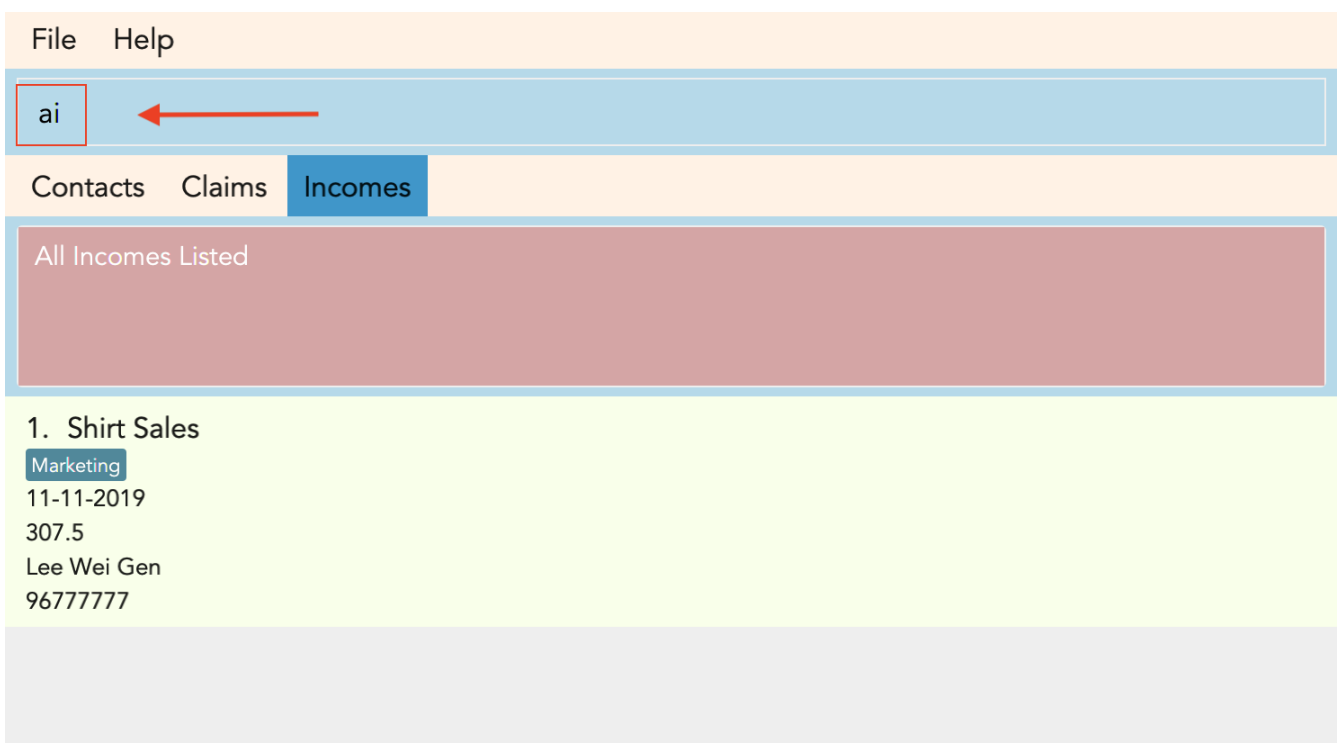 File Help
ai
Contacts Claims Incomes
All Incomes Listed
1. Shirt Sales
Marketing
11-11-2019
307.5
Lee Wei Gen
96777777